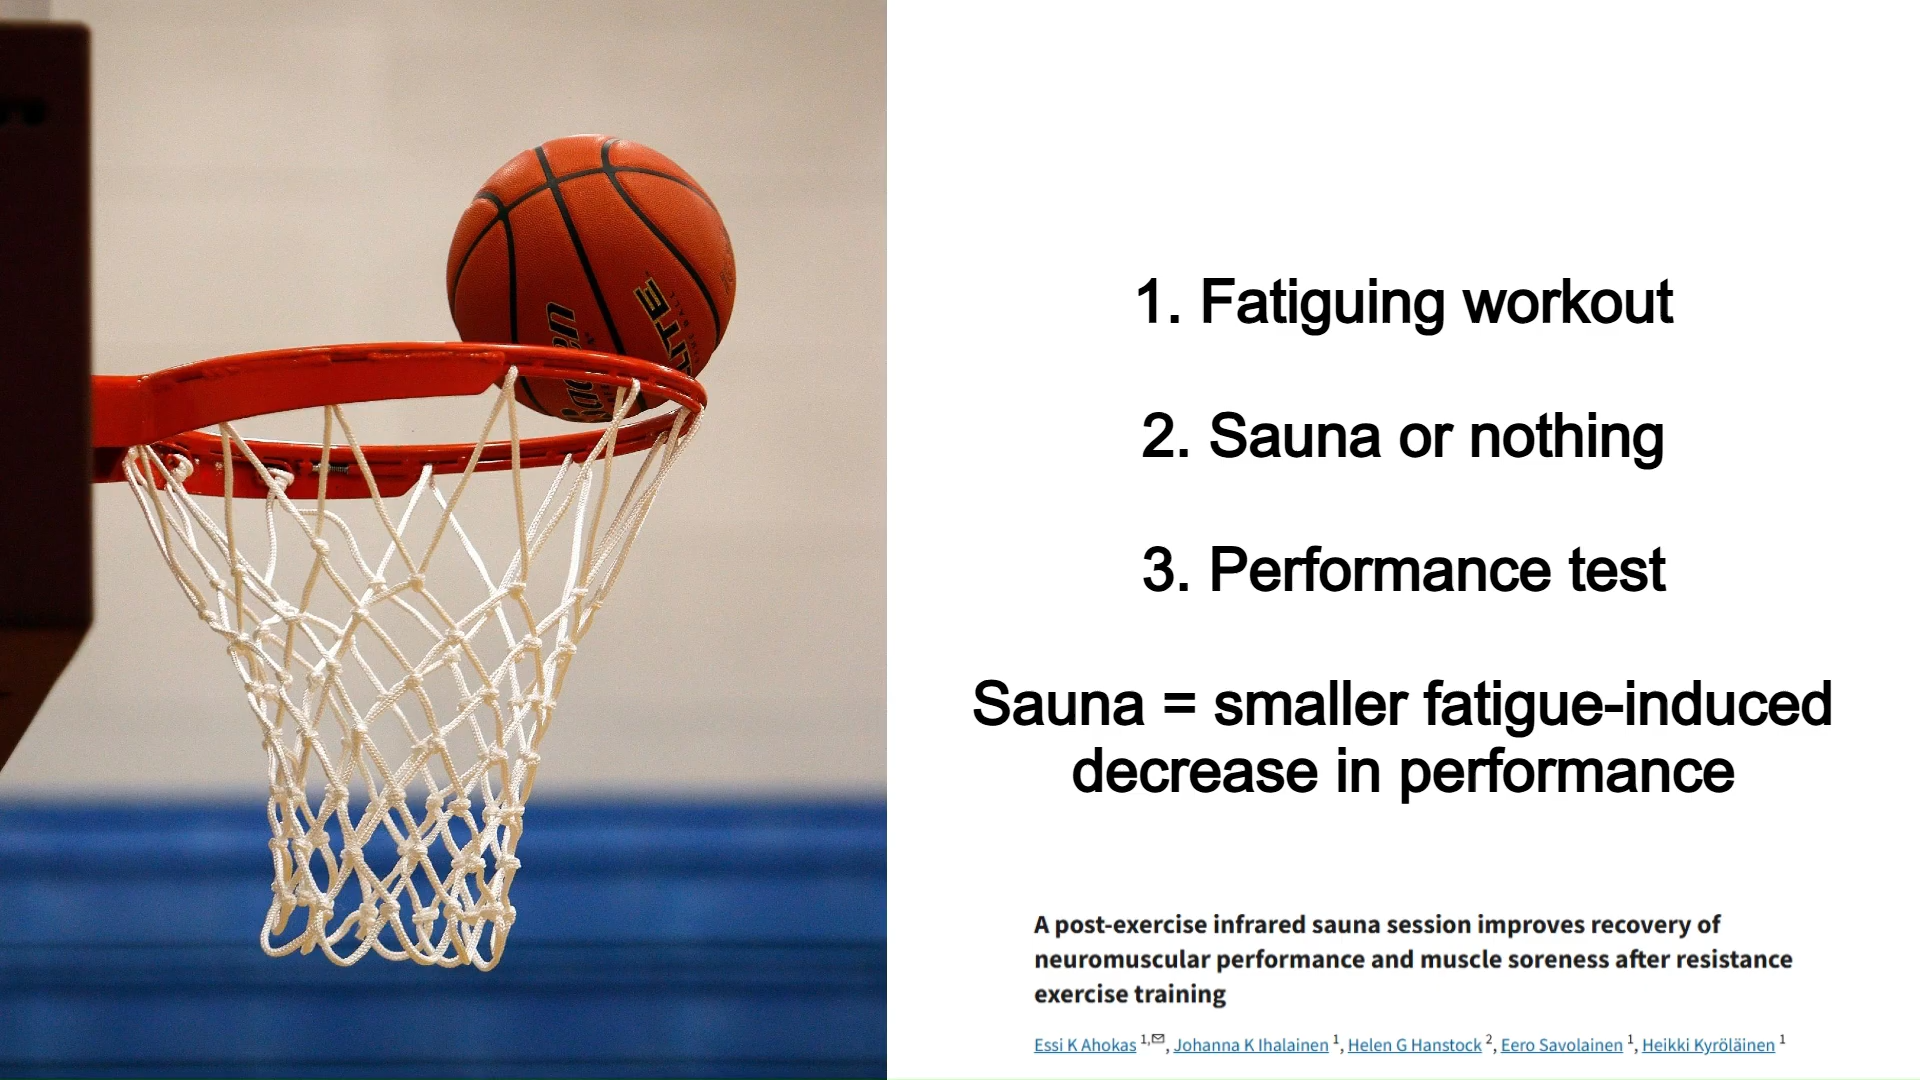 1. Fatiguing workout
2. Sauna or nothing
3. Performance test
Sauna = smaller fatigue-induced
decrease in performance
A post-exercise infrared sauna session improves recovery of
neuromuscular performance and muscle soreness after resistance
exercise training
Essi K Ahokas 1,✉, Johanna K Ihalainen 1, Helen G Hanstock 2, Eero Savolainen 1, Heikki Kyröläinen 1